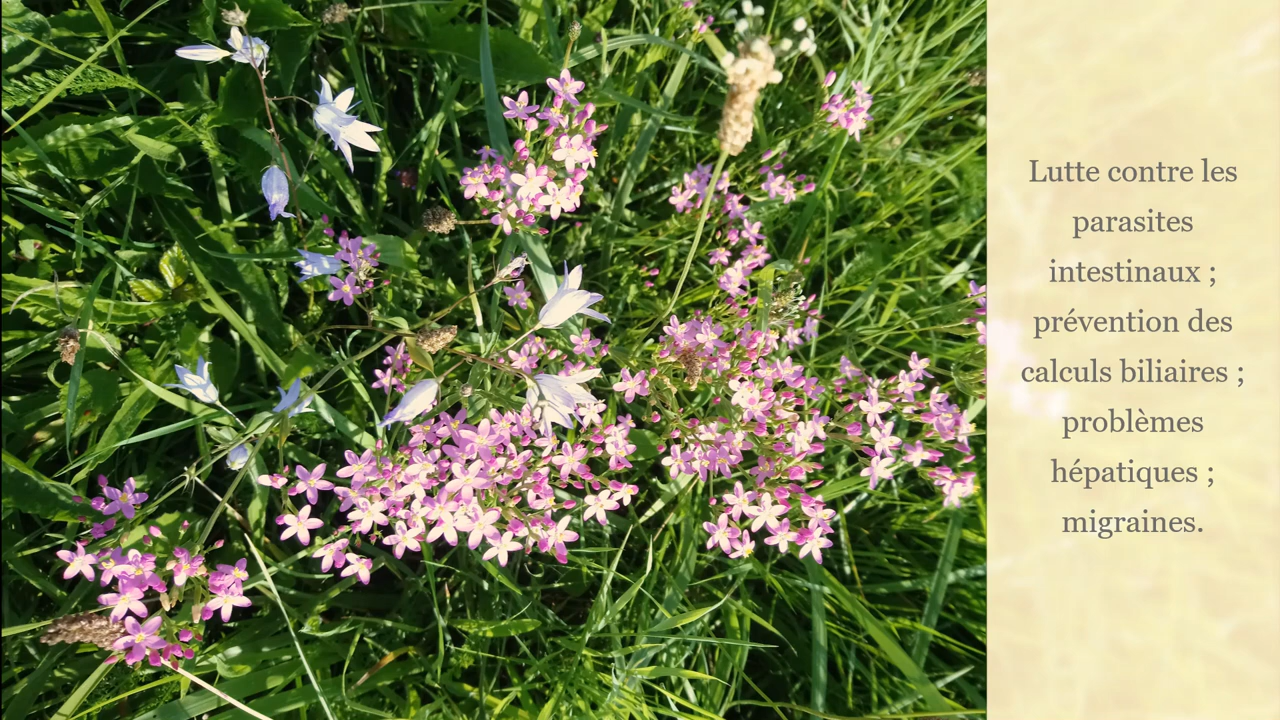 Lutte contre les
parasites
intestinaux ;
prévention des
calculs biliaires ;
problèmes
hépatiques ;
migraines.